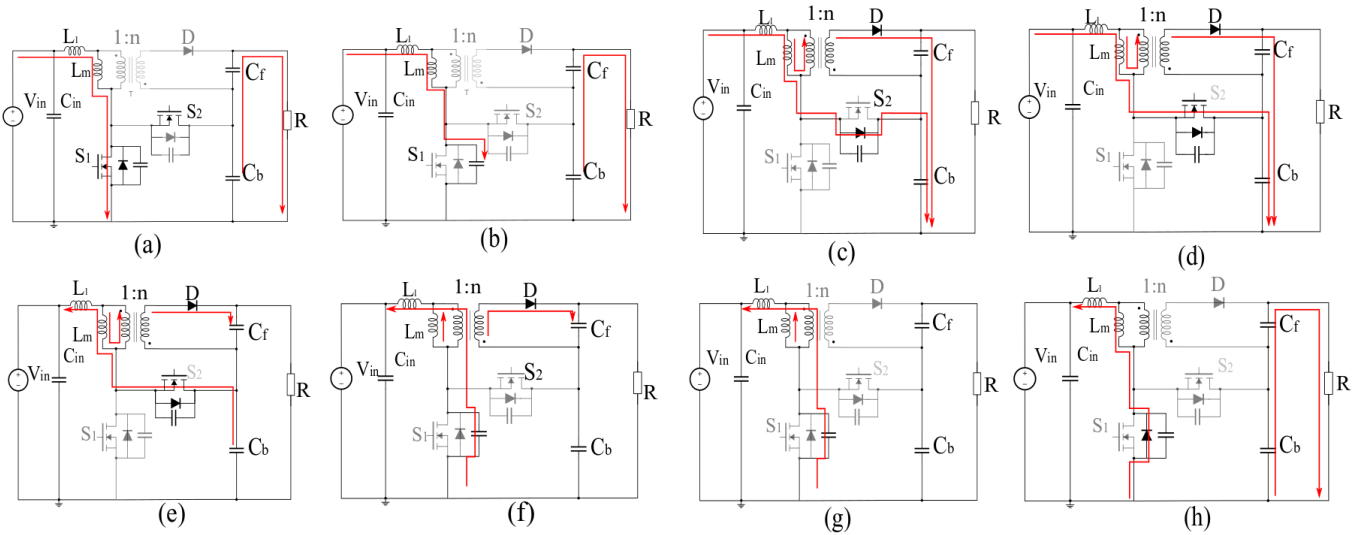 L1 1:n D
Lm Cf
Vin Cin S2 R
S1 Cb
T
(a)
L1 1:n D
Lm Cf
Vin Cin S2 R
S1 Cb
T
(b)
L1 1:n D
Lm Cf
Vin Cin S2 R
S1 Cb
(c)
L1 1:n D
Lm Cf
Vin Cin S2 R
S1 Cb
(d)
L1 1:n D
Lm Cf
Vin Cin S2 R
S1 Cb
(e)
L1 1:n D
Lm Cf
Vin Cin S2 R
S1 Cb
(f)
L1 1:n D
Lm Cf
Vin Cin S2 R
S1 Cb
(g)
L1 1:n D
Lm Cf
Vin Cin S2 R
S1 Cb
(h)